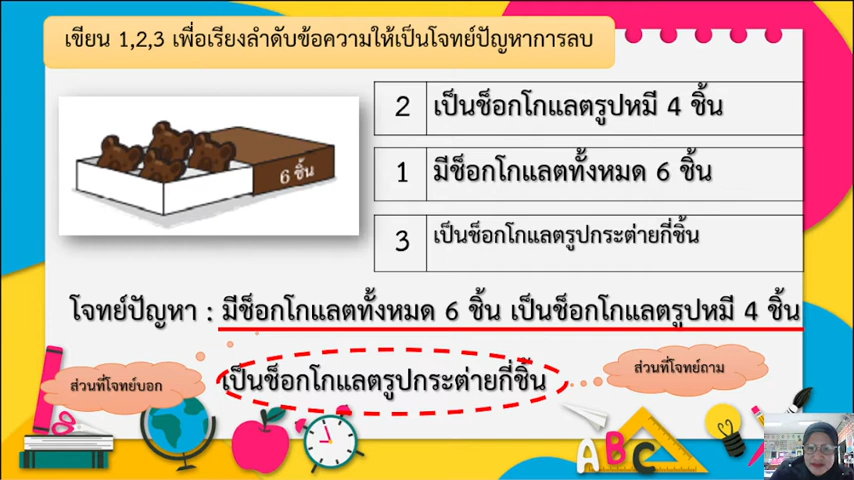 เขียน 1,2,3 เพื่อเรียงลำดับข้อความให้เป็นโจทย์ปัญหาการลบ
6 ชิ้น
2 เป็นช็อกโกแลตรูปหมี 4 ชิ้น
1 มีช็อกโกแลตทั้งหมด 6 ชิ้น
3 เป็นช็อกโกแลตรูปกระต่ายกี่ชิ้น
โจทย์ปัญหา : มีช็อกโกแลตทั้งหมด 6 ชิ้น เป็นช็อกโกแลตรูปหมี 4 ชิ้น
เป็นช็อกโกแลตรูปกระต่ายกี่ชิ้น
ส่วนที่โจทย์บอก
ส่วนที่โจทย์ถาม
ABC